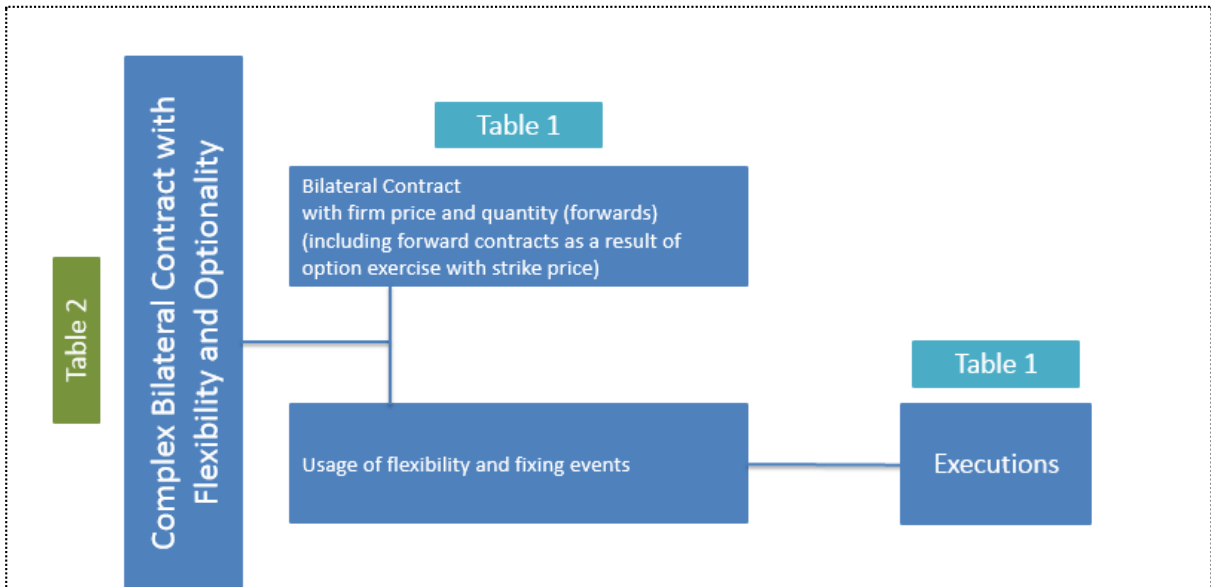 Table 2
Complex Bilateral Contract with
Flexibility and Optionality
Table 1
Bilateral Contract
with firm price and quantity (forwards)
(including forward contracts as a result of
option exercise with strike price)
Usage of flexibility and fixing events
Table 1
Executions